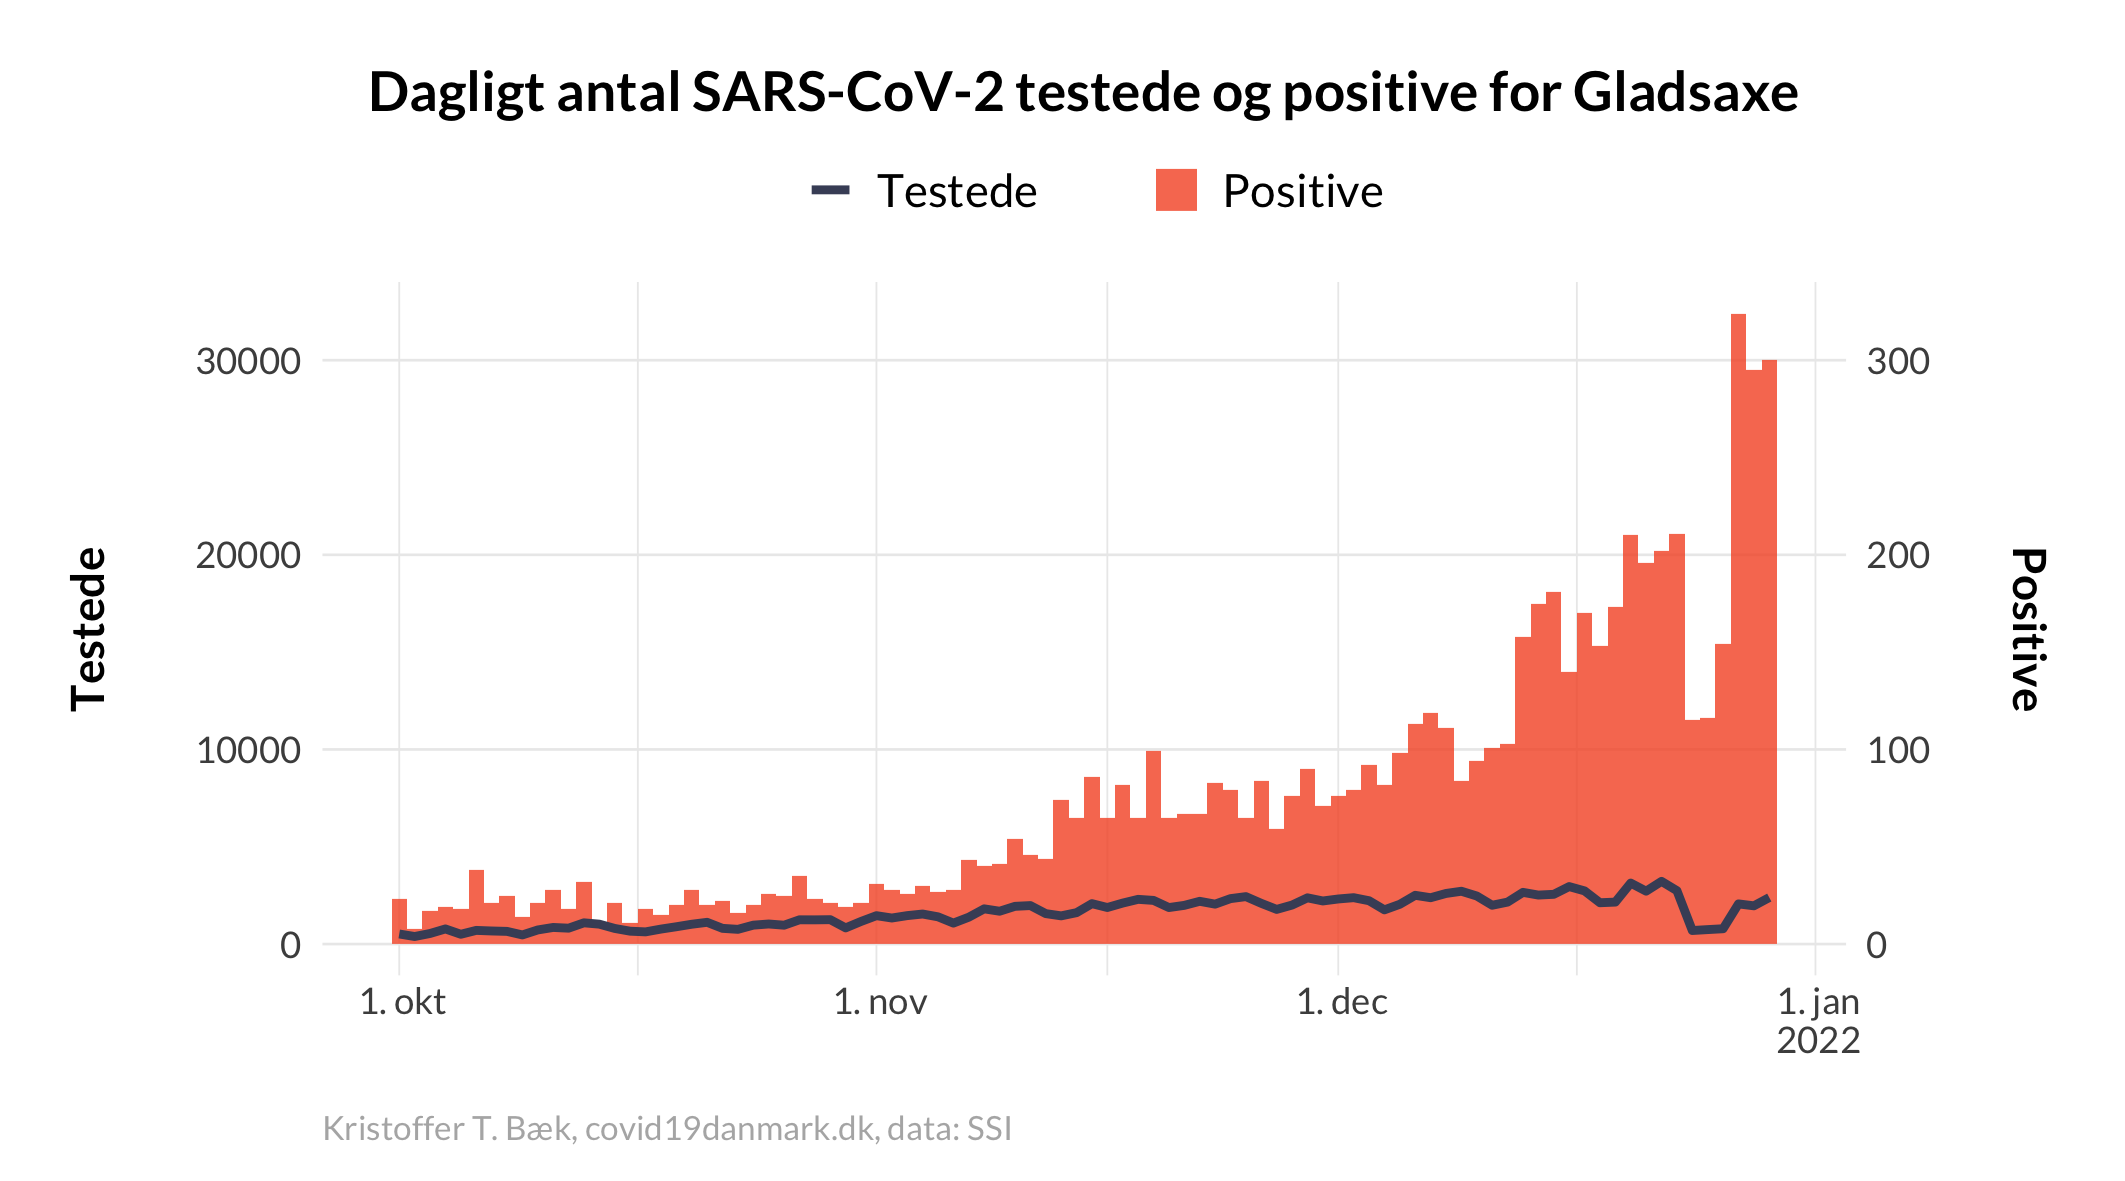 Dagligt antal SARS-CoV-2 testede og positive for Gladsaxe
Testede
Positive
30000
20000
10000
0
300
200
100
0
Testede
Positive
1. okt
1. nov
1. dec
1. jan
2022
Kristoffer T. Bæk, covid19danmark.dk, data: SSI